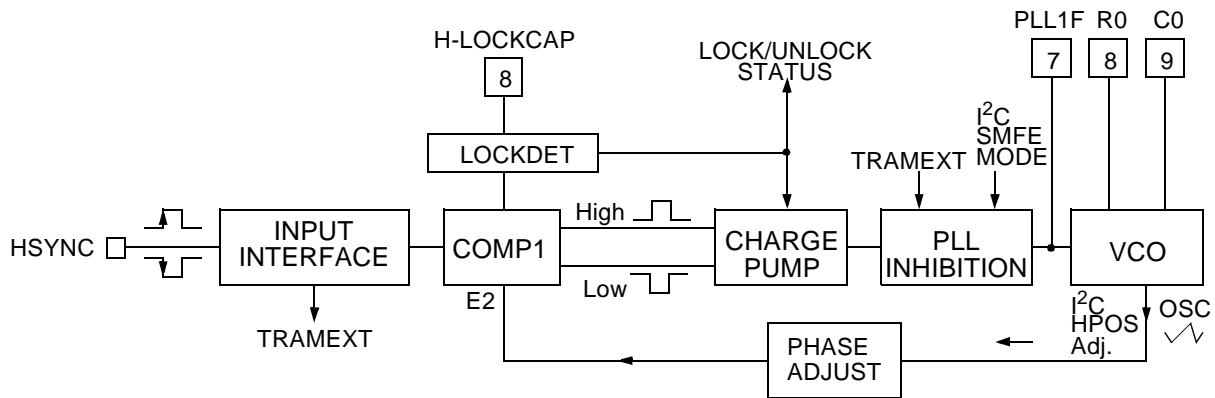 PLL1F R0 C0
H-LOCKCAP
LOCK/UNLOCK
STATUS
7
8
9
8
I²C
SMFE
MODE
LOCKDET
TRAMEXT
High
HSYNC
INPUT
INTERFACE
COMP1
CHARGE
PUMP
PLL
INHIBITION
VCO
E2
Low
TRAMEXT
I²C
HPOS
Adj.
OSC
PHASE
ADJUST